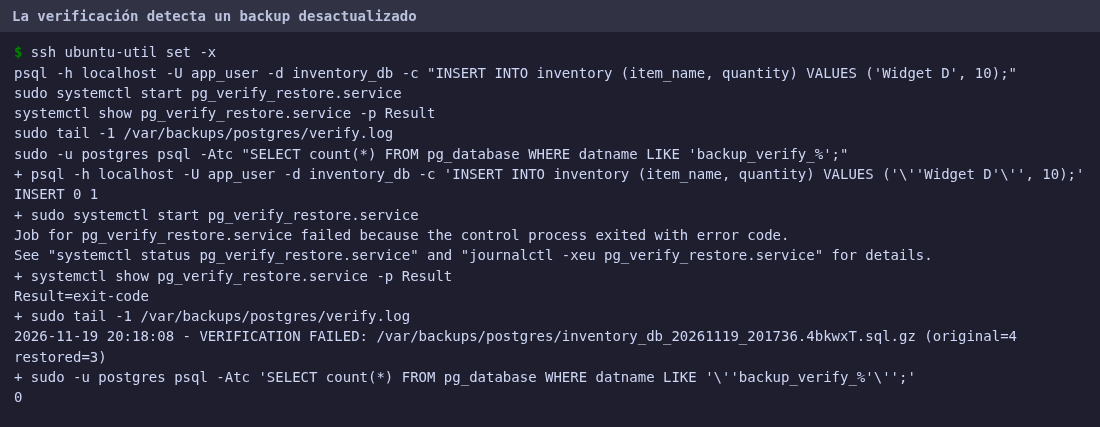 La verificación detecta un backup desactualizado
$ ssh ubuntu-util set -x
psql -h localhost -U app_user -d inventory_db -c "INSERT INTO inventory (item_name, quantity) VALUES ('Widget D', 10);"
sudo systemctl start pg_verify_restore.service
systemctl show pg_verify_restore.service -p Result
sudo tail -1 /var/backups/postgres/verify.log
sudo -u postgres psql -Atc "SELECT count(*) FROM pg_database WHERE datname LIKE 'backup_verify_%';"
+ psql -h localhost -U app_user -d inventory_db -c 'INSERT INTO inventory (item_name, quantity) VALUES ('\''Widget D'\'', 10);'
INSERT 0 1
+ sudo systemctl start pg_verify_restore.service
Job for pg_verify_restore.service failed because the control process exited with error code.
See "systemctl status pg_verify_restore.service" and "journalctl -xeu pg_verify_restore.service" for details.
+ systemctl show pg_verify_restore.service -p Result
Result=exit-code
+ sudo tail -1 /var/backups/postgres/verify.log
2026-11-19 20:18:08 - VERIFICATION FAILED: /var/backups/postgres/inventory_db_20261119_201736.4bkwxT.sql.gz (original=4
restored=3)
+ sudo -u postgres psql -Atc 'SELECT count(*) FROM pg_database WHERE datname LIKE '\''backup_verify_%'\'';'
0